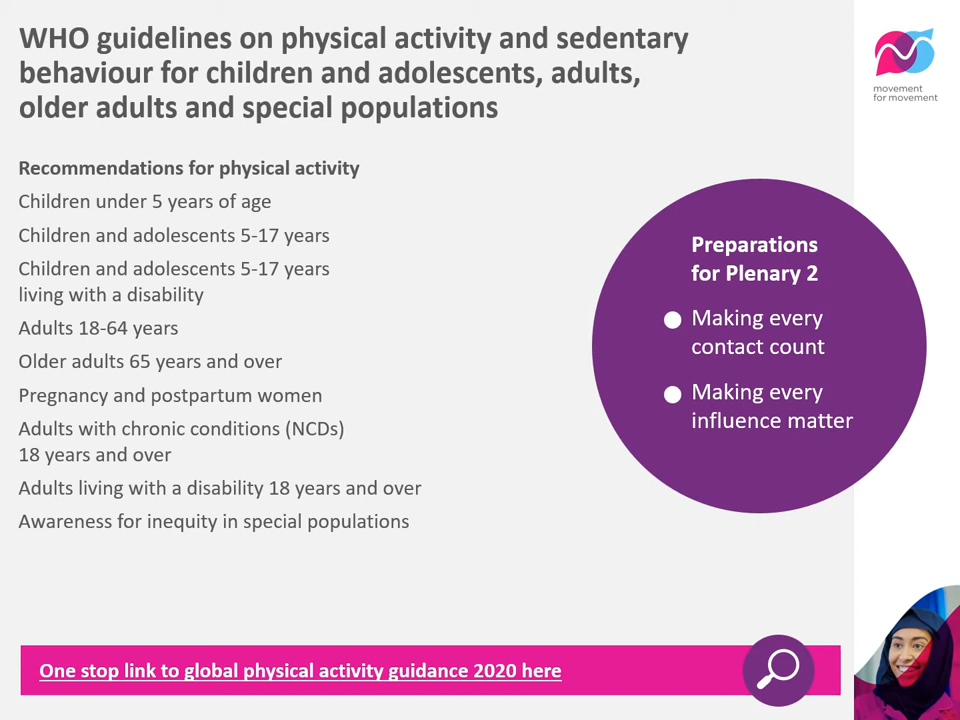 WHO guidelines on physical activity and sedentary
behaviour for children and adolescents, adults,
older adults and special populations
movement
for movement
Recommendations for physical activity
Children under 5 years of age
Children and adolescents 5-17 years
Children and adolescents 5-17 years
living with a disability
Adults 18-64 years
Older adults 65 years and over
Pregnancy and postpartum women
Adults with chronic conditions (NCDs)
18 years and over
Adults living with a disability 18 years and over
Awareness for inequity in special populations
Preparations
for Plenary 2
Making every
contact count
Making every
influence matter
One stop link to global physical activity guidance 2020 here